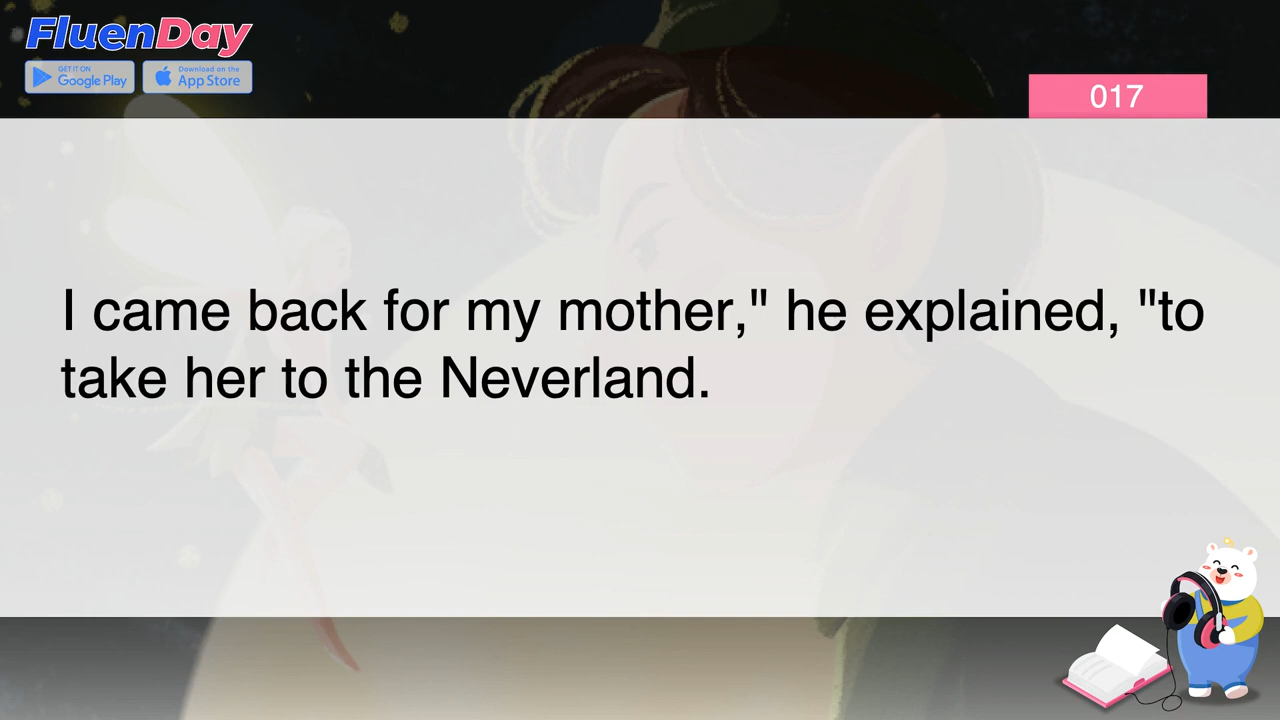 FluenDay
GET IT ON
Google Play
Download on the
App Store
017
I came back for my mother," he explained, "to
take her to the Neverland.